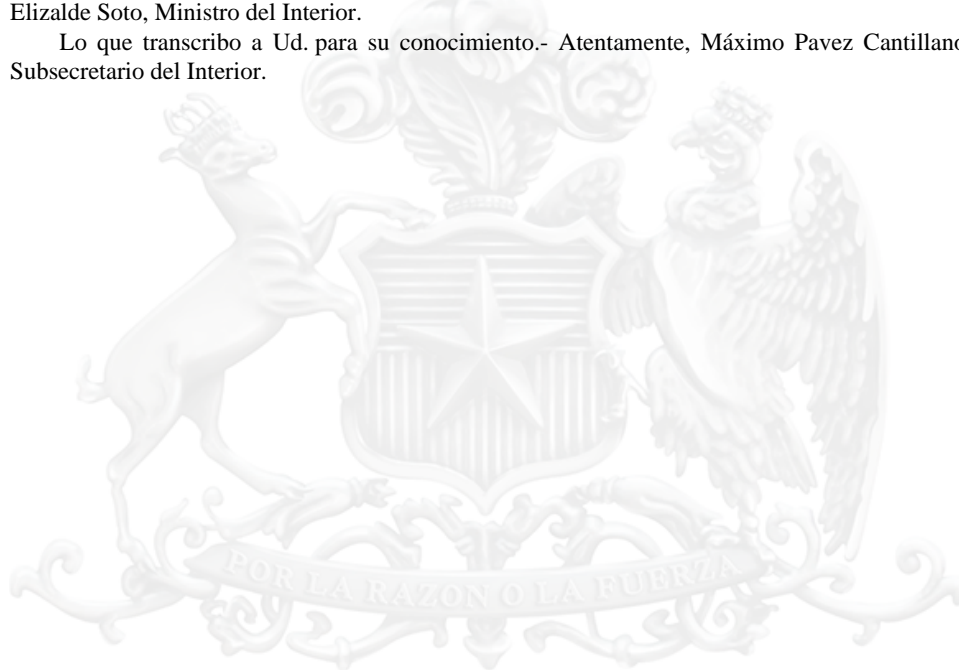 Elizalde Soto, Ministro del Interior.
Lo que transcribo a Ud. para su conocimiento.- Atentamente, Máximo Pavez Cantillano
Subsecretario del Interior.
POR LA RAZON O LA FUERZA